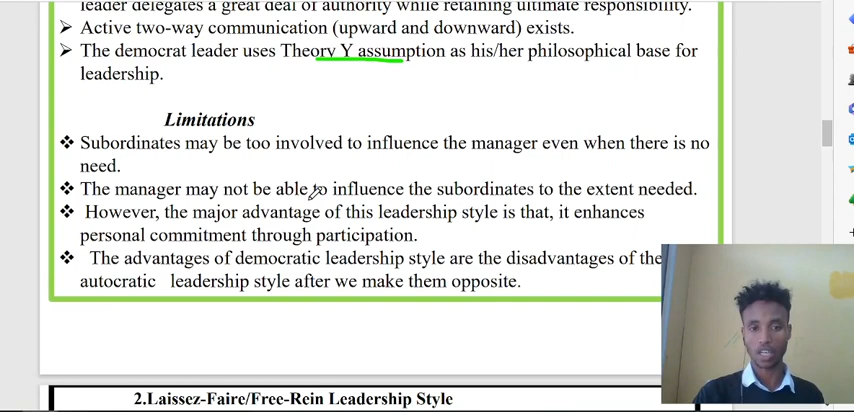 leader delegates a great deal of authority while retaining ultimate responsibility.
➤ Active two-way communication (upward and downward) exists.
➤ The democrat leader uses Theory Y assumption as his/her philosophical base for
leadership.
Limitations
❖ Subordinates may be too involved to influence the manager even when there is no
need.
❖ The manager may not be able to influence the subordinates to the extent needed.
❖ However, the major advantage of this leadership style is that, it enhances
personal commitment through participation.
❖ The advantages of democratic leadership style are the disadvantages of the
autocratic leadership style after we make them opposite.
2.Laissez-Faire/Free-Rein Leadership Style